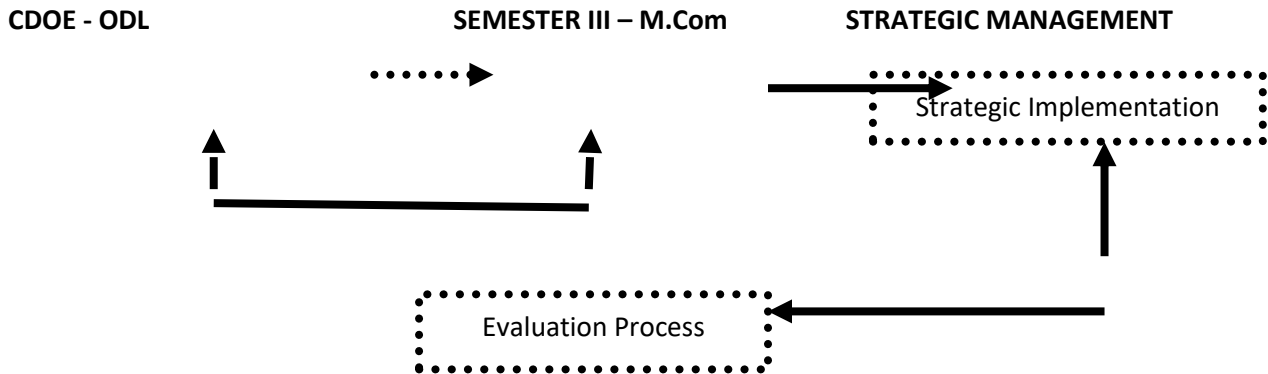 CDOE - ODL SEMESTER III – M.Com STRATEGIC MANAGEMENT
Strategic Implementation
Evaluation Process